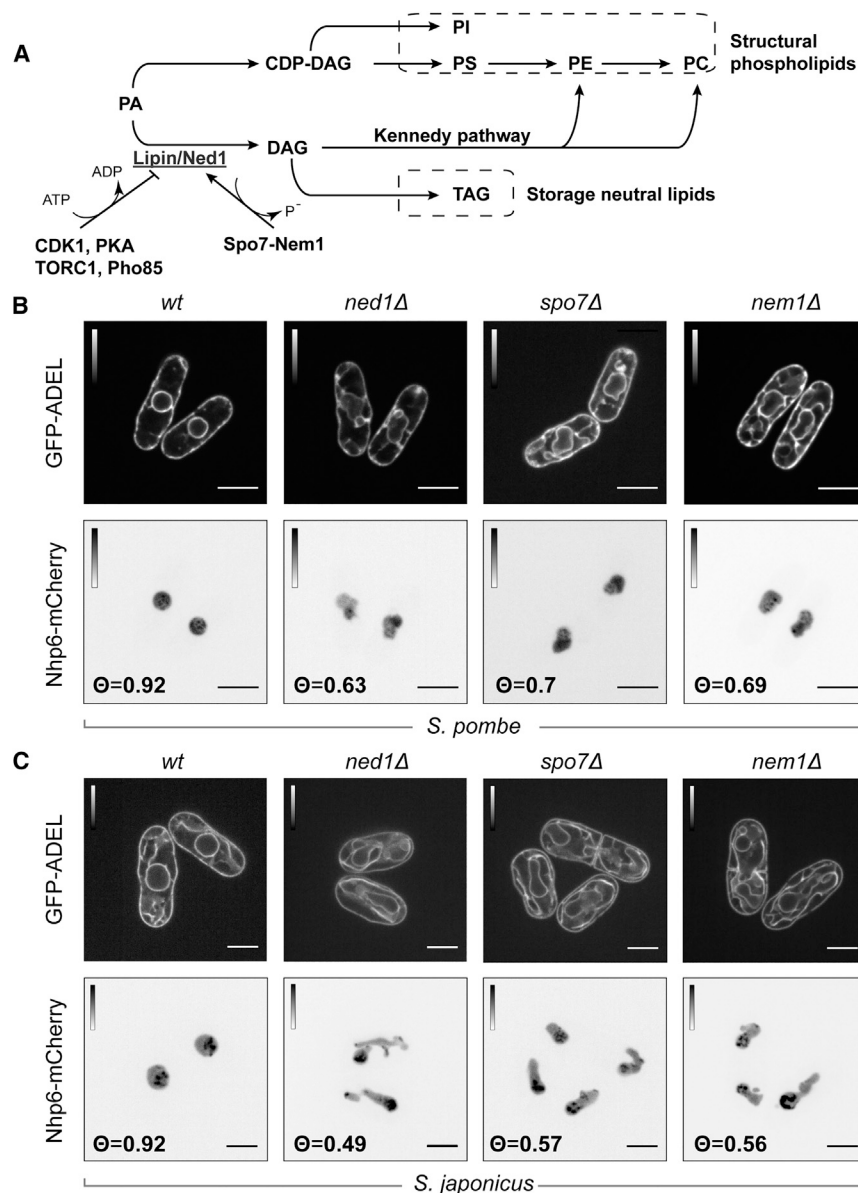 A
PI
Structural
phospholipids
CDP-DAG
PS
PE
PC
PA
Kennedy pathway
DAG
Lipin/Ned1
ADP
ATP
P⁻
TAG
Storage neutral lipids
CDK1, PKA
TORC1, Pho85
Spo7-Nem1
B
wt
ned1Δ
spo7Δ
nem1Δ
GFP-ADEL
Nhp6-mCherry
Θ=0.92
Θ=0.63
Θ=0.7
Θ=0.69
S. pombe
C
wt
ned1Δ
spo7Δ
nem1Δ
GFP-ADEL
Nhp6-mCherry
Θ=0.92
Θ=0.49
Θ=0.57
Θ=0.56
S. japonicus